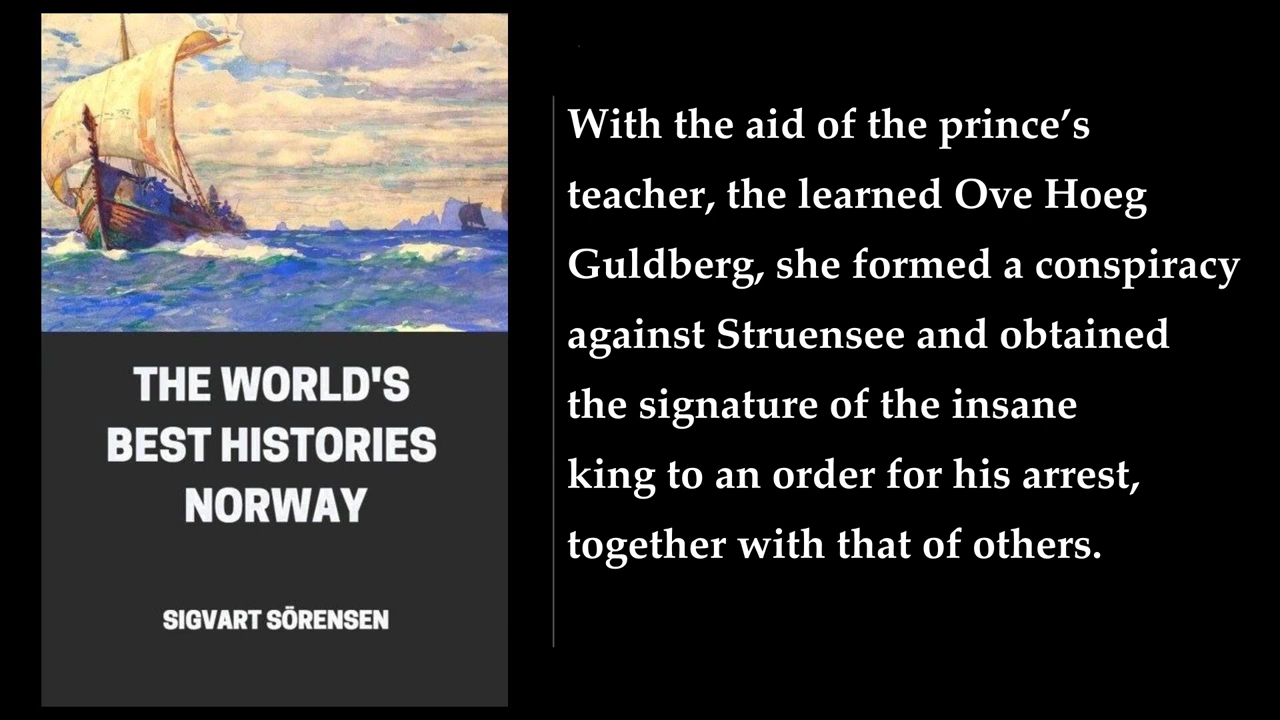 THE WORLD'S
BEST HISTORIES
NORWAY
SIGVART SÖRENSEN
With the aid of the prince’s
teacher, the learned Ove Hoeg
Guldberg, she formed a conspiracy
against Struensee and obtained
the signature of the insane
king to an order for his arrest,
together with that of others.